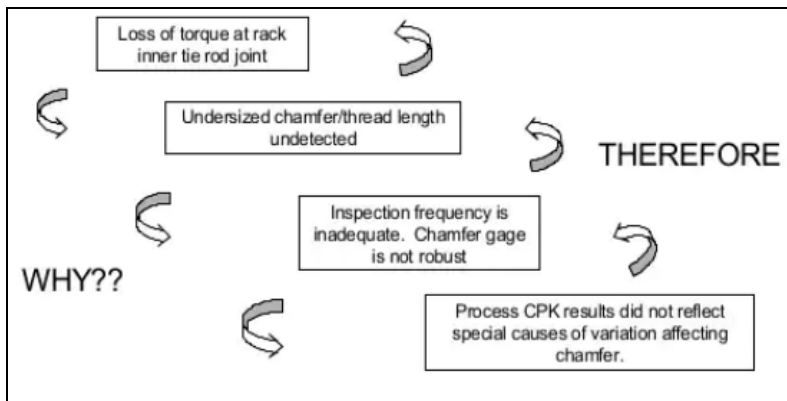 Loss of torque at rack
inner tie rod joint
Undersized chamfer/thread length
undetected
THEREFORE
Inspection frequency is
inadequate. Chamfer gage
is not robust
WHY??
Process CPK results did not reflect
special causes of variation affecting
chamfer.